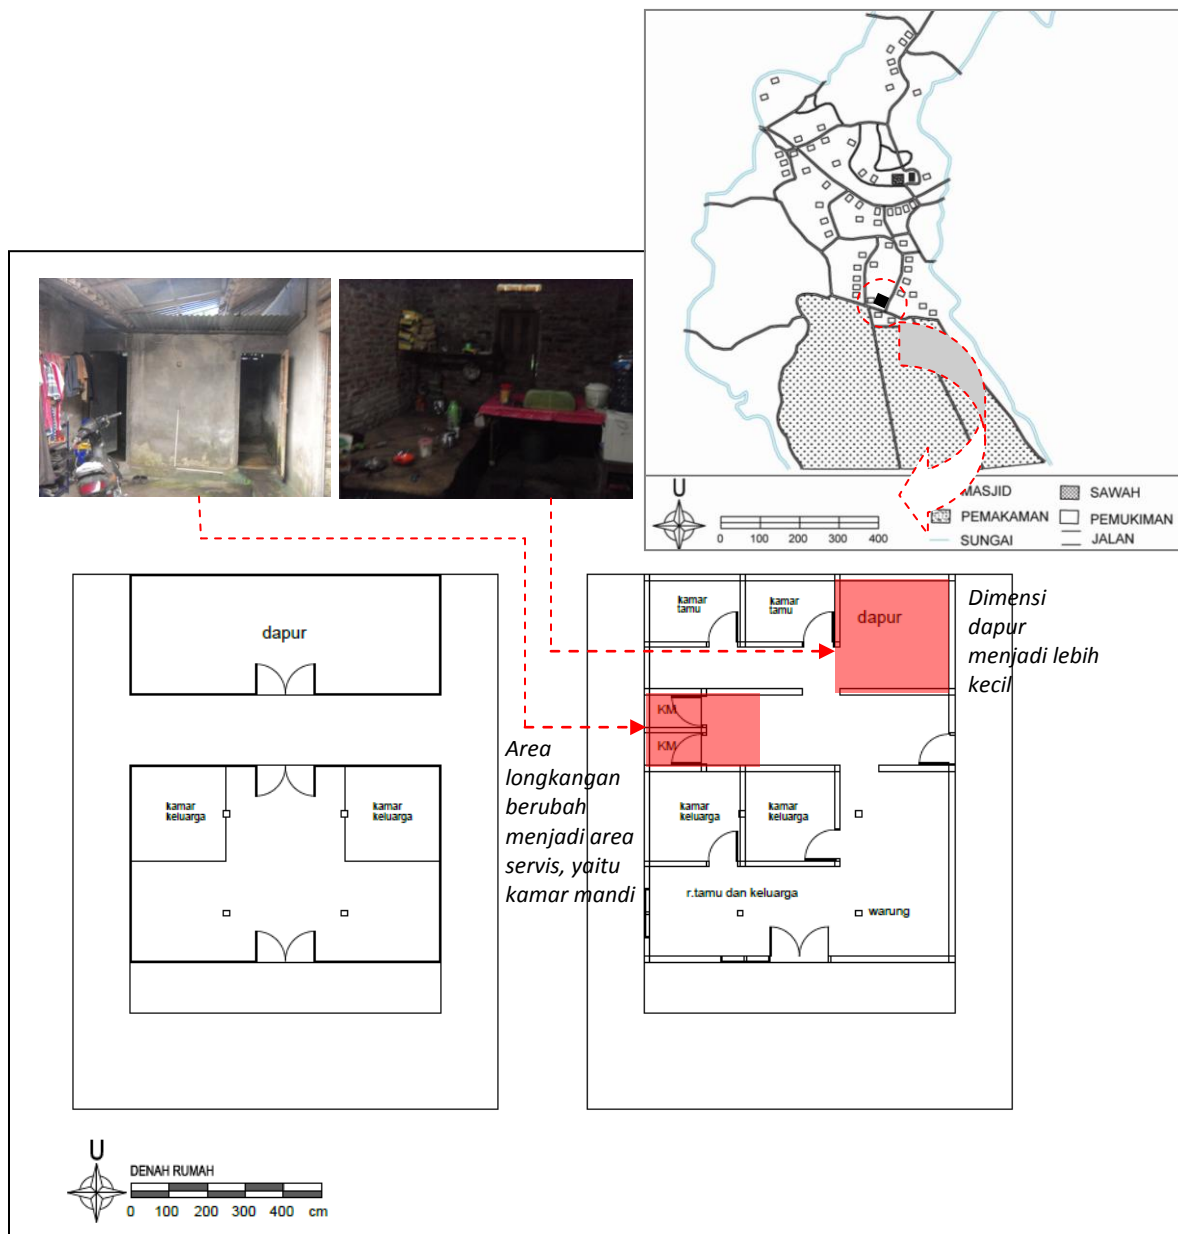 U
0 100 200 300 400
MASJID
PEMAKAMAN
SUNGAI
SAWAH
PEMUKIMAN
JALAN
dapur
kamar
keluarga
kamar
keluarga
Area
longkangan
berubah
menjadi area
servis, yaitu
kamar mandi
kamar
tamu
kamar
tamu
dapur
KM
KM
kamar
keluarga
kamar
keluarga
r.tamu dan keluarga
warung
Dimensi
dapur
menjadi lebih
kecil
U
DENAH RUMAH
0 100 200 300 400 cm